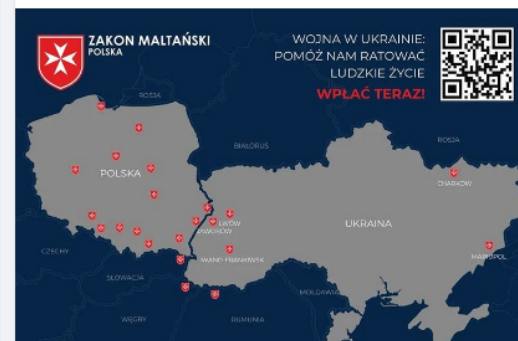 ZAKON MALTAŃSKI
POLSKA
WOJNA W UKRAINIE:
POMÓŻ NAM RATOWAĆ
LUDZKIE ŻYCIE
WPŁAĆ TERAZ!
ROSJA
BIAŁORUŚ
ROSJA
POLSKA
CHARKÓW
LWÓW
JAWORÓW
UKRAINA
CZECHY
IWANO-FRANKIWSK
MARIUPOL
SŁOWACJA
MOŁDAWIA
WĘGRY
RUMUNIA